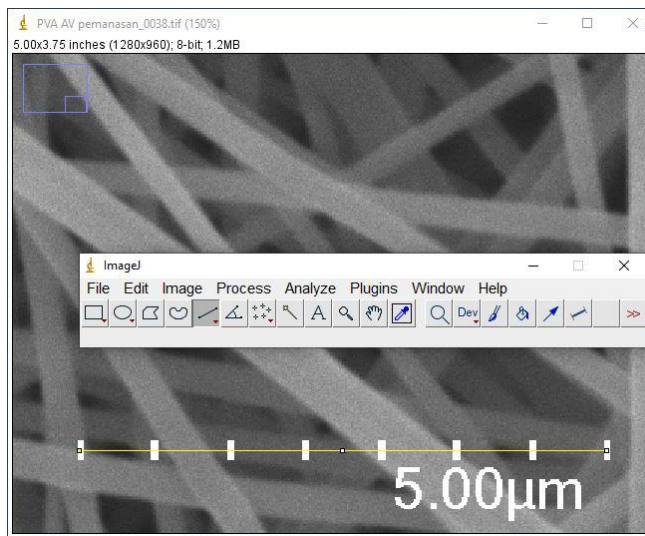 PVA AV pemanasan_0038.tif (150%)
5.00x3.75 inches (1280x960); 8-bit; 1.2MB
ImageJ
File Edit Image Process Analyze Plugins Window Help
A Dev >>
5.00µm